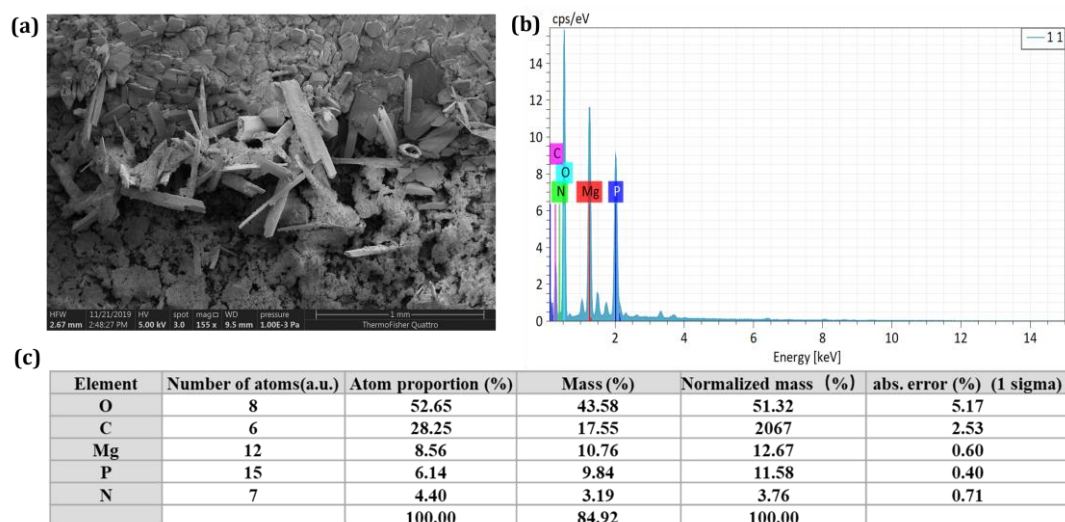 (a)
HFW 11/21/2019 HV spot mag □ WD pressure 1 mm
2.67 mm 2:48:27 PM 5.00 kV 3.0 155 x 9.5 mm 1.00E-3 Pa ThermoFisher Quattro
(b)
cps/eV
11
14
12
10
8
6
4
2
0
C
O
N
Mg
P
2 4 6 8 10 12 14
Energy [keV]
(c)
Element Number of atoms(a.u.) Atom proportion (%) Mass (%) Normalized mass (%) abs. error (%) (1 sigma)
O 8 52.65 43.58 51.32 5.17
C 6 28.25 17.55 2067 2.53
Mg 12 8.56 10.76 12.67 0.60
P 15 6.14 9.84 11.58 0.40
N 7 4.40 3.19 3.76 0.71
100.00 84.92 100.00